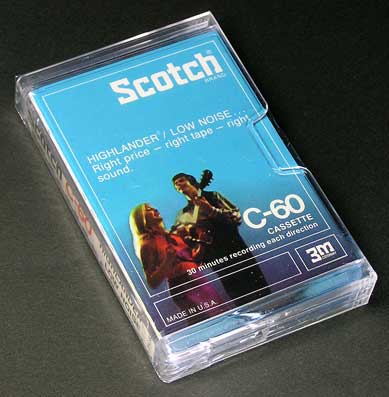 Scotch®
BRAND
HIGHLANDER / LOW NOISE...
Right price – right tape – right
sound.
C-60
CASSETTE
30 minutes recording each direction
3M
MADE IN U.S.A.
C-60